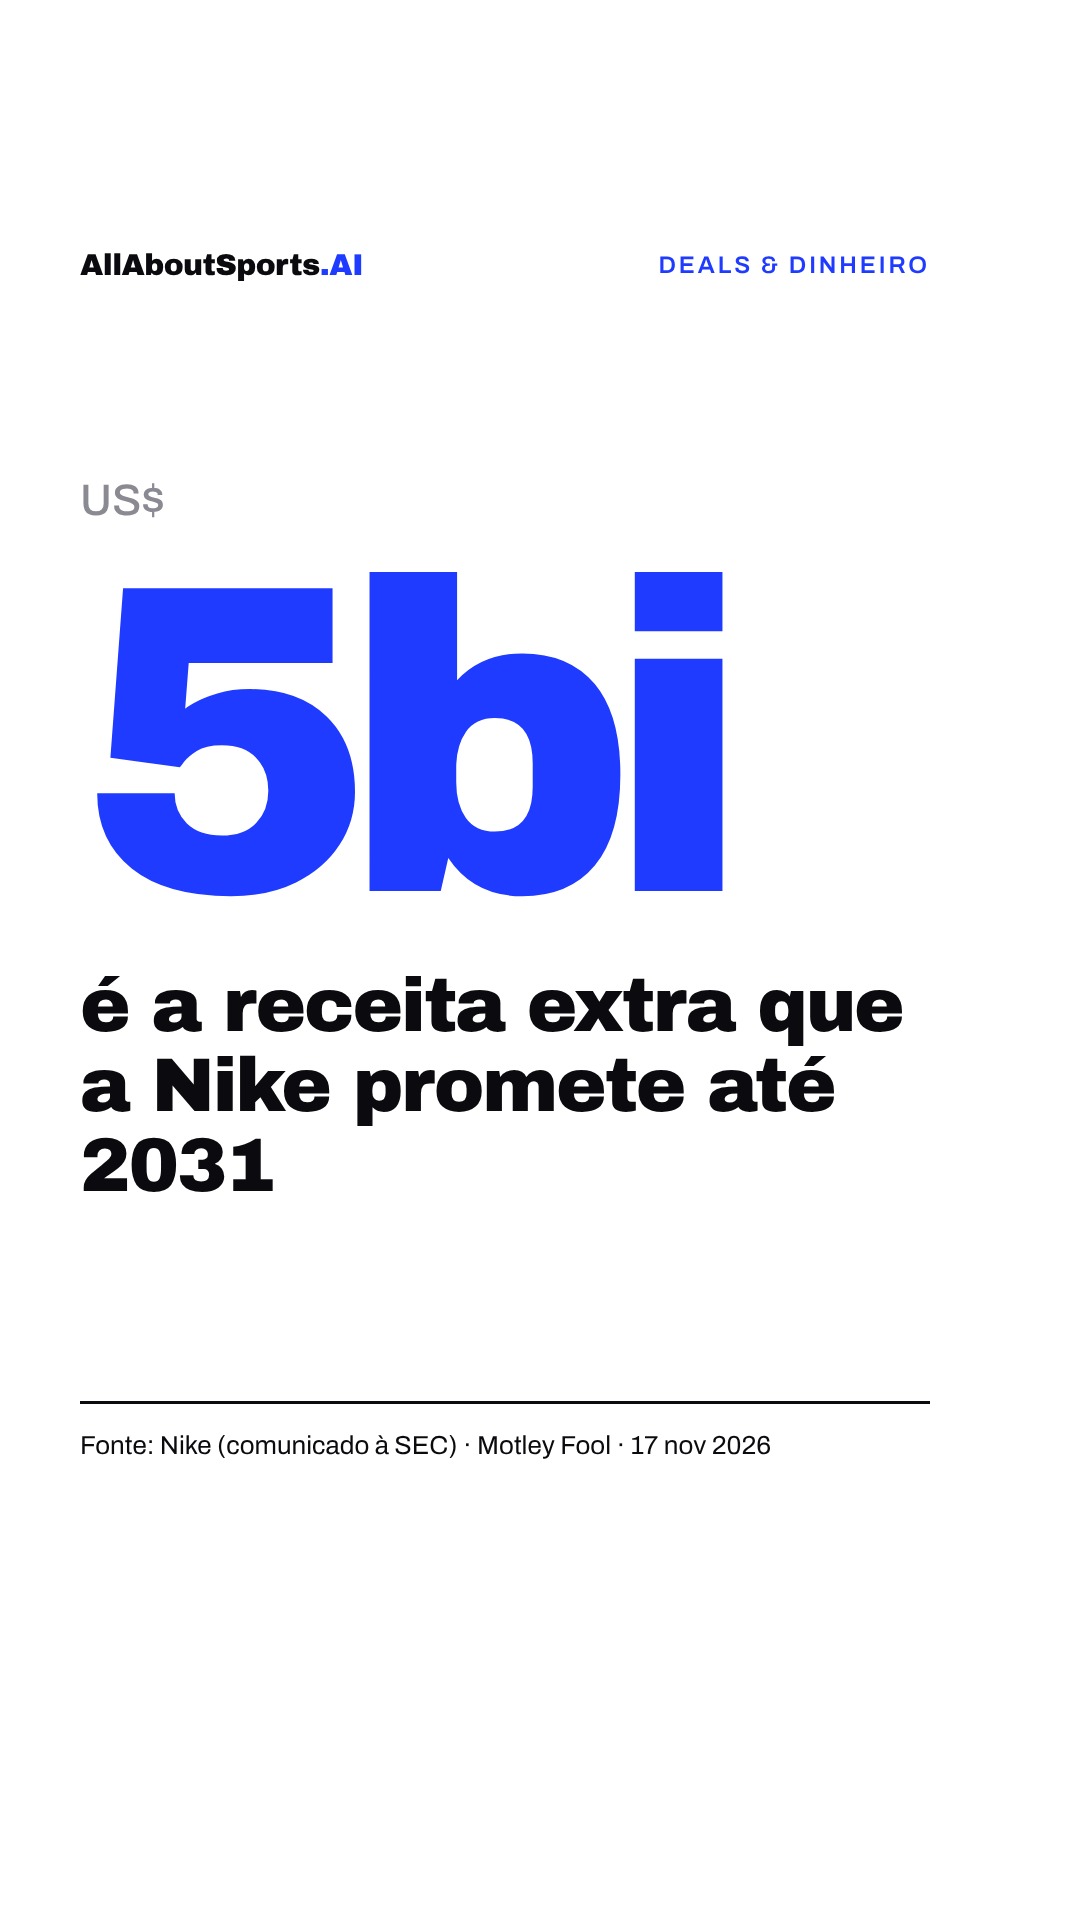 AllAboutSports.AI
DEALS & DINHEIRO
US$
5bi
é a receita extra que
a Nike promete até
2031
Fonte: Nike (comunicado à SEC) · Motley Fool · 17 nov 2026